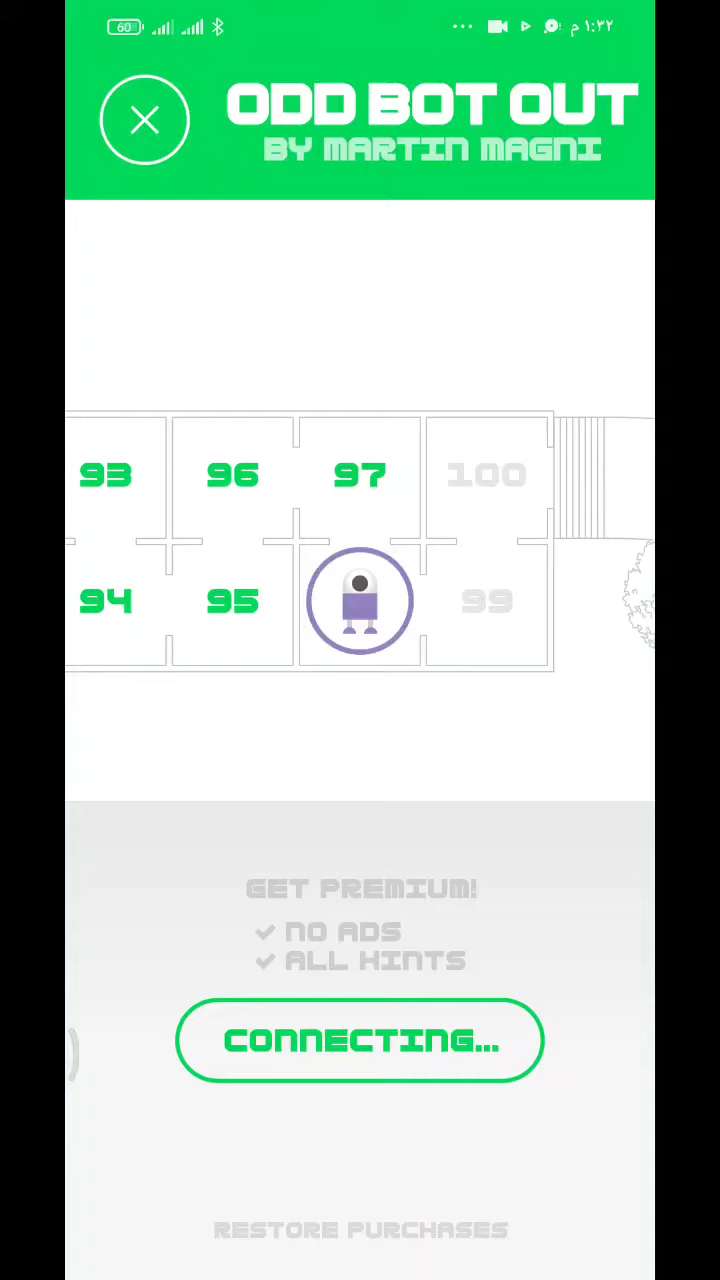 60
١:٣٢ م
ODD BOT OUT
BY MARTIN MAGNI
93 96 97 100
94 95 99
GET PREMIUM!
NO ADS
ALL HINTS
CONNECTING...
RESTORE PURCHASES